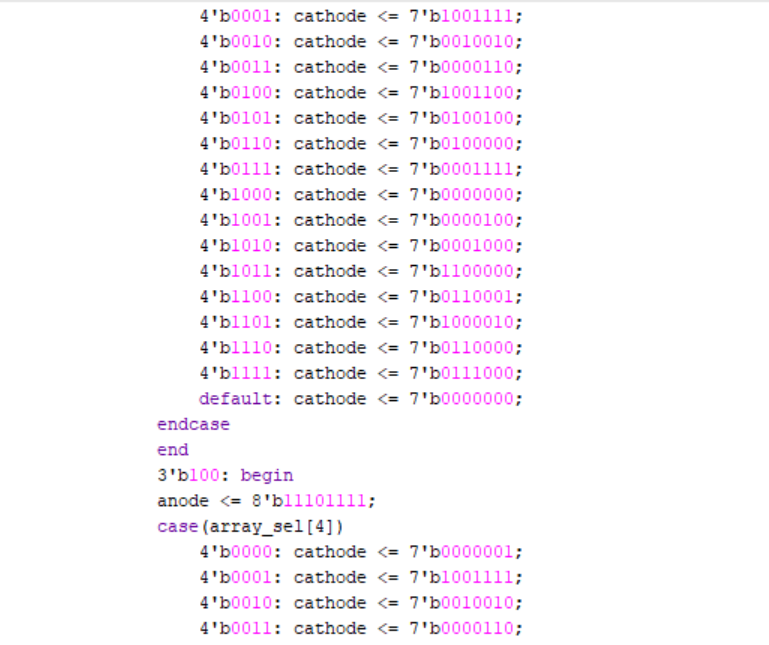 4'b0001: cathode <= 7'b1001111;
4'b0010: cathode <= 7'b0010010;
4'b0011: cathode <= 7'b0000110;
4'b0100: cathode <= 7'b1001100;
4'b0101: cathode <= 7'b0100100;
4'b0110: cathode <= 7'b0100000;
4'b0111: cathode <= 7'b0001111;
4'b1000: cathode <= 7'b0000000;
4'b1001: cathode <= 7'b0000100;
4'b1010: cathode <= 7'b0001000;
4'b1011: cathode <= 7'b1100000;
4'b1100: cathode <= 7'b0110001;
4'b1101: cathode <= 7'b1000010;
4'b1110: cathode <= 7'b0110000;
4'b1111: cathode <= 7'b0111000;
default: cathode <= 7'b0000000;
endcase
end
3'b100: begin
anode <= 8'b11101111;
case(array_sel[4])
4'b0000: cathode <= 7'b0000001;
4'b0001: cathode <= 7'b1001111;
4'b0010: cathode <= 7'b0010010;
4'b0011: cathode <= 7'b0000110;